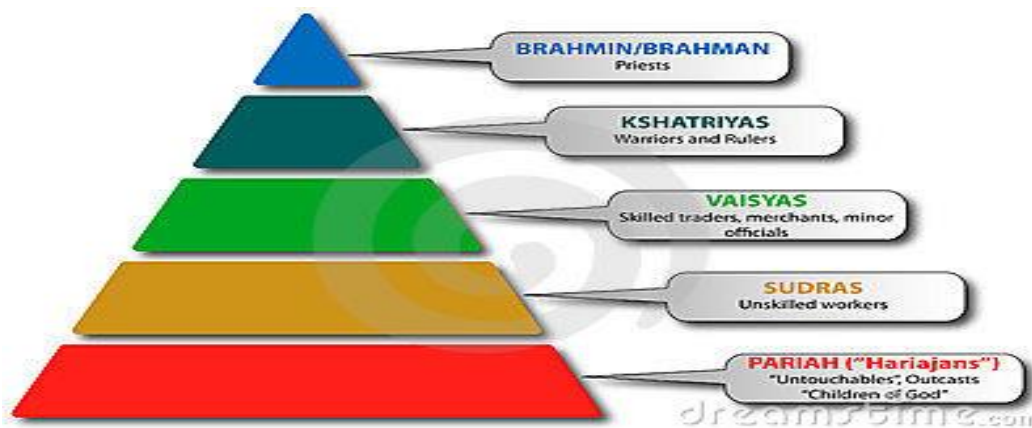 BRAHMIN/BRAHMAN
Priests
KSHATRIYAS
Warriors and Rulers
VAISYAS
Skilled traders, merchants, minor
officials
SUDRAS
Unskilled workers
PARIAH ("Hariajans")
"Untouchables", Outcasts
"Children of God"
dreamstime.com